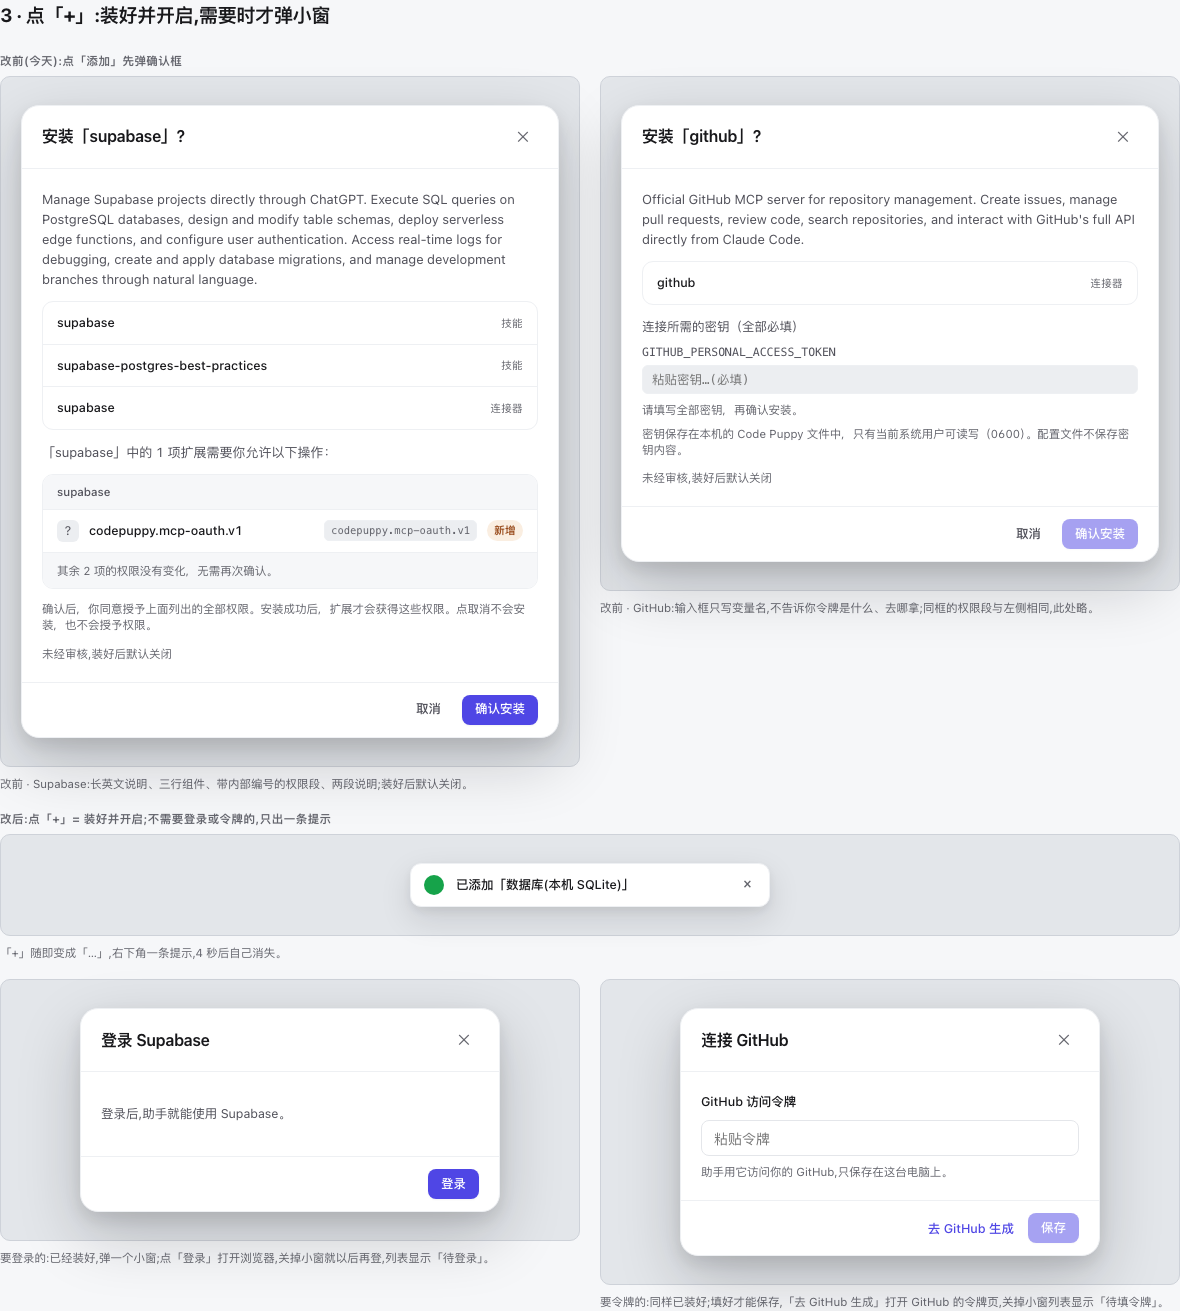 3 · 点「+」:装好并开启,需要时才弹小窗
改前(今天):点「添加」先弹确认框
安装「supabase」?
Manage Supabase projects directly through ChatGPT. Execute SQL queries on
PostgreSQL databases, design and modify table schemas, deploy serverless
edge functions, and configure user authentication. Access real-time logs for
debugging, create and apply database migrations, and manage development
branches through natural language.
supabase 技能
supabase-postgres-best-practices 技能
supabase 连接器
「supabase」中的 1 项扩展需要你允许以下操作：
supabase
? codepuppy.mcp-oauth.v1 codepuppy.mcp-oauth.v1 新增
其余 2 项的权限没有变化，无需再次确认。
确认后，你同意授予上面列出的全部权限。安装成功后，扩展才会获得这些权限。点取消不会安
装，也不会授予权限。
未经审核,装好后默认关闭
取消 确认安装
改前 · Supabase:长英文说明、三行组件、带内部编号的权限段、两段说明;装好后默认关闭。
安装「github」?
Official GitHub MCP server for repository management. Create issues, manage
pull requests, review code, search repositories, and interact with GitHub's full API
directly from Claude Code.
github 连接器
连接所需的密钥（全部必填）
GITHUB_PERSONAL_ACCESS_TOKEN
粘贴密钥…(必填)
请填写全部密钥，再确认安装。
密钥保存在本机的 Code Puppy 文件中，只有当前系统用户可读写（0600）。配置文件不保存密
钥内容。
未经审核,装好后默认关闭
取消 确认安装
改前 · GitHub:输入框只写变量名,不告诉你令牌是什么、去哪拿;同框的权限段与左侧相同,此处略。
改后:点「+」= 装好并开启;不需要登录或令牌的,只出一条提示
已添加「数据库(本机 SQLite)」 ×
「+」随即变成「…」,右下角一条提示,4 秒后自己消失。
登录 Supabase
登录后,助手就能使用 Supabase。
登录
要登录的:已经装好,弹一个小窗;点「登录」打开浏览器,关掉小窗就以后再登,列表显示「待登录」。
连接 GitHub
GitHub 访问令牌
粘贴令牌
助手用它访问你的 GitHub,只保存在这台电脑上。
去 GitHub 生成 保存
要令牌的:同样已装好;填好才能保存,「去 GitHub 生成」打开 GitHub 的令牌页,关掉小窗列表显示「待填令牌」。